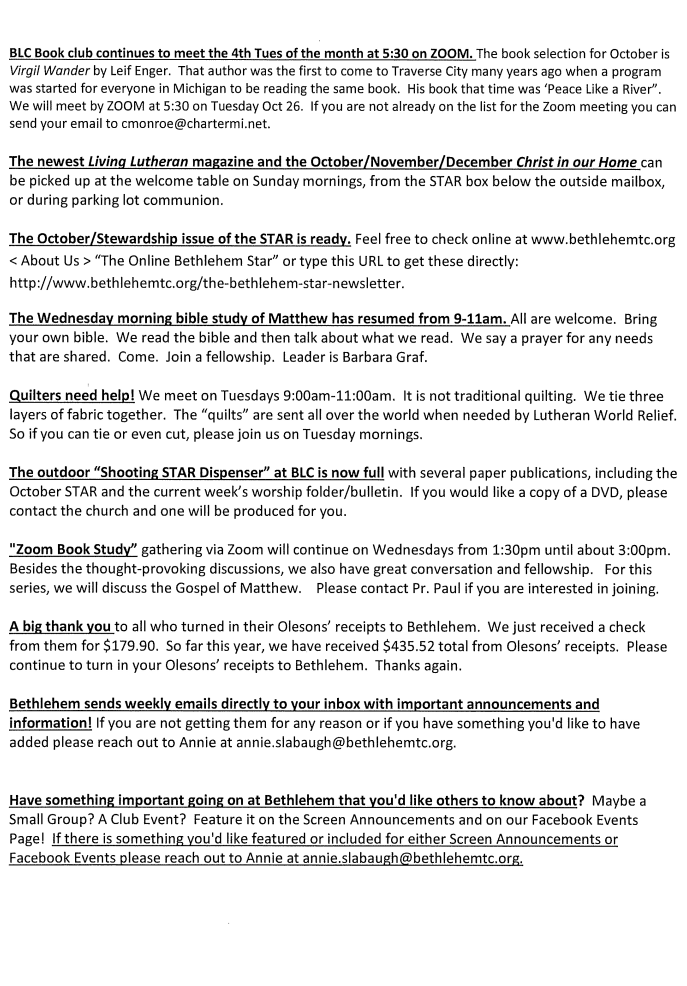 BLC Book club continues to meet the 4th Tues of the month at 5:30 on ZOOM. The book selection for October is
Virgil Wander by Leif Enger. That author was the first to come to Traverse City many years ago when a program
was started for everyone in Michigan to be reading the same book. His book that time was ‘Peace Like a River”.
We will meet by ZOOM at 5:30 on Tuesday Oct 26. If you are not already on the list for the Zoom meeting you can
send your email to cmonroe@chartermi.net.
The newest Living Lutheran magazine and the October/November/December Christ in our Home can
be picked up at the welcome table on Sunday mornings, from the STAR box below the outside mailbox,
or during parking lot communion.
The October/Stewardship issue of the STAR is ready. Feel free to check online at www.bethlehemtc.org
< About Us > “The Online Bethlehem Star” or type this URL to get these directly:
http://www.bethlehemtc.org/the-bethlehem-star-newsletter.
The Wednesday morning bible study of Matthew has resumed from 9-11am. All are welcome. Bring
your own bible. We read the bible and then talk about what we read. We say a prayer for any needs
that are shared. Come. Join a fellowship. Leader is Barbara Graf.
Quilters need help! We meet on Tuesdays 9:00am-11:00am. It is not traditional quilting. We tie three
layers of fabric together. The “quilts” are sent all over the world when needed by Lutheran World Relief.
So if you can tie or even cut, please join us on Tuesday mornings.
The outdoor “Shooting STAR Dispenser” at BLC is now full with several paper publications, including the
October STAR and the current week’s worship folder/bulletin. If you would like a copy of a DVD, please
contact the church and one will be produced for you.
"Zoom Book Study” gathering via Zoom will continue on Wednesdays from 1:30pm until about 3:00pm.
Besides the thought-provoking discussions, we also have great conversation and fellowship. For this
series, we will discuss the Gospel of Matthew. Please contact Pr. Paul if you are interested in joining.
A big thank you to all who turned in their Olesons’ receipts to Bethlehem. We just received a check
from them for $179.90. So far this year, we have received $435.52 total from Olesons’ receipts. Please
continue to turn in your Olesons’ receipts to Bethlehem. Thanks again.
Bethlehem sends weekly emails directly to your inbox with important announcements and
information! If you are not getting them for any reason or if you have something you'd like to have
added please reach out to Annie at annie.slabaugh@bethlehemtc.org.
Have something important going on at Bethlehem that you'd like others to know about? Maybe a
Small Group? A Club Event? Feature it on the Screen Announcements and on our Facebook Events
Page! If there is something you'd like featured or included for either Screen Announcements or
Facebook Events please reach out to Annie at annie.slabaugh@bethlehemtc.org.